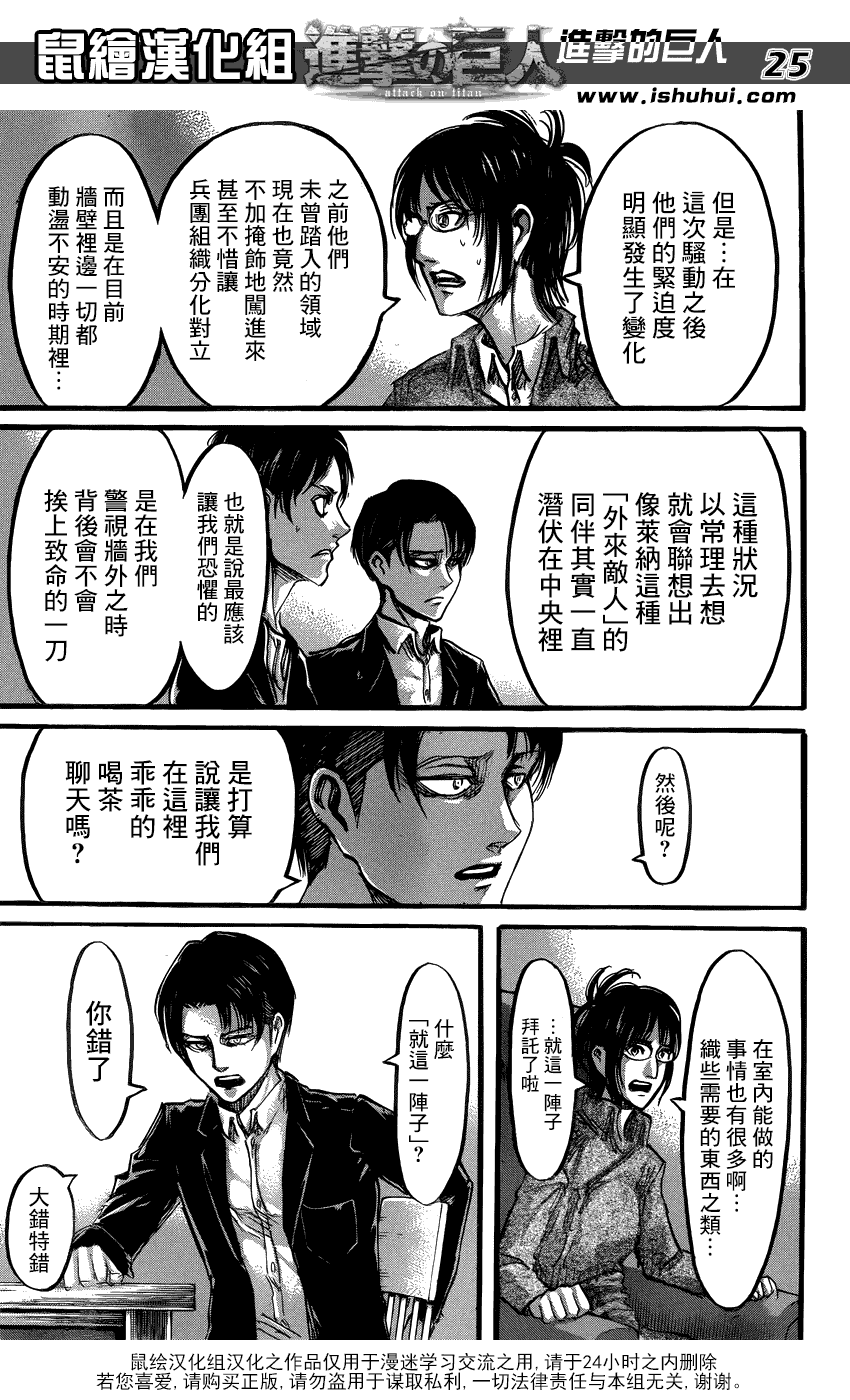 鼠繪漢化組
進撃の巨人
attack on titan
進擊的巨人
25
www.ishuhui.com
但是…在
這次騷動之後
他們的緊迫度
明顯發生了變化
之前他們
未曾踏入的領域
現在也竟然
不加掩飾地闖進來
甚至不惜讓
兵團組織分化對立
而且是在目前
牆壁裡邊一切都
動盪不安的時期裡…
這種狀況
以常理去想
就會聯想出
像萊納這種
「外來敵人」的
同伴其實一直
潛伏在中央裡
也就是說最應該
讓我們恐懼的
是在我們
警視牆外之時
背後會不會
挨上致命的一刀
然後呢?
是打算
說讓我們
在這裡
乖乖的
喝茶
聊天嗎?
在室內能做的
事情也有很多啊…
織些需要的東西之類…
…就這一陣子
拜託了啦
什麼
「就這一陣子」?
你錯了
大錯特錯
鼠绘汉化组汉化之作品仅用于漫迷学习交流之用,请于24小时之内删除
若您喜爱,请购买正版,请勿用于谋取私利,一切法律责任与本组无关,谢谢。